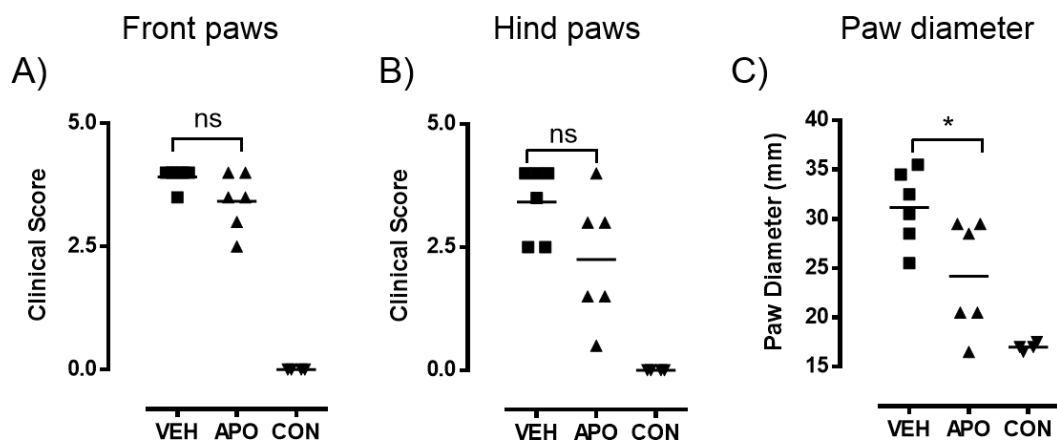 Front paws
Hind paws
Paw diameter
A)
B)
C)
ns
ns
*
5.0
2.5
0.0
Clinical Score
5.0
2.5
0.0
Clinical Score
40
35
30
25
20
15
Paw Diameter (mm)
VEH APO CON
VEH APO CON
VEH APO CON